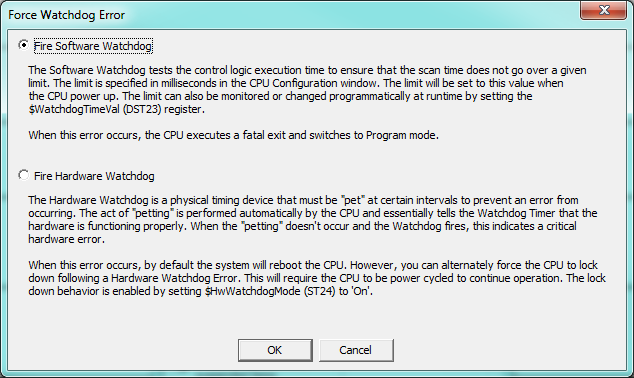 Force Watchdog Error
Fire Software Watchdog
The Software Watchdog tests the control logic execution time to ensure that the scan time does not go over a given
limit. The limit is specified in milliseconds in the CPU Configuration window. The limit will be set to this value when
the CPU power up. The limit can also be monitored or changed programmatically at runtime by setting the
$WatchdogTimeVal (DST23) register.
When this error occurs, the CPU executes a fatal exit and switches to Program mode.
Fire Hardware Watchdog
The Hardware Watchdog is a physical timing device that must be "pet" at certain intervals to prevent an error from
occurring. The act of "petting" is performed automatically by the CPU and essentially tells the Watchdog Timer that the
hardware is functioning properly. When the "petting" doesn't occur and the Watchdog fires, this indicates a critical
hardware error.
When this error occurs, by default the system will reboot the CPU. However, you can alternately force the CPU to lock
down following a Hardware Watchdog Error. This will require the CPU to be power cycled to continue operation. The lock
down behavior is enabled by setting $HwWatchdogMode (ST24) to 'On'.
OK
Cancel